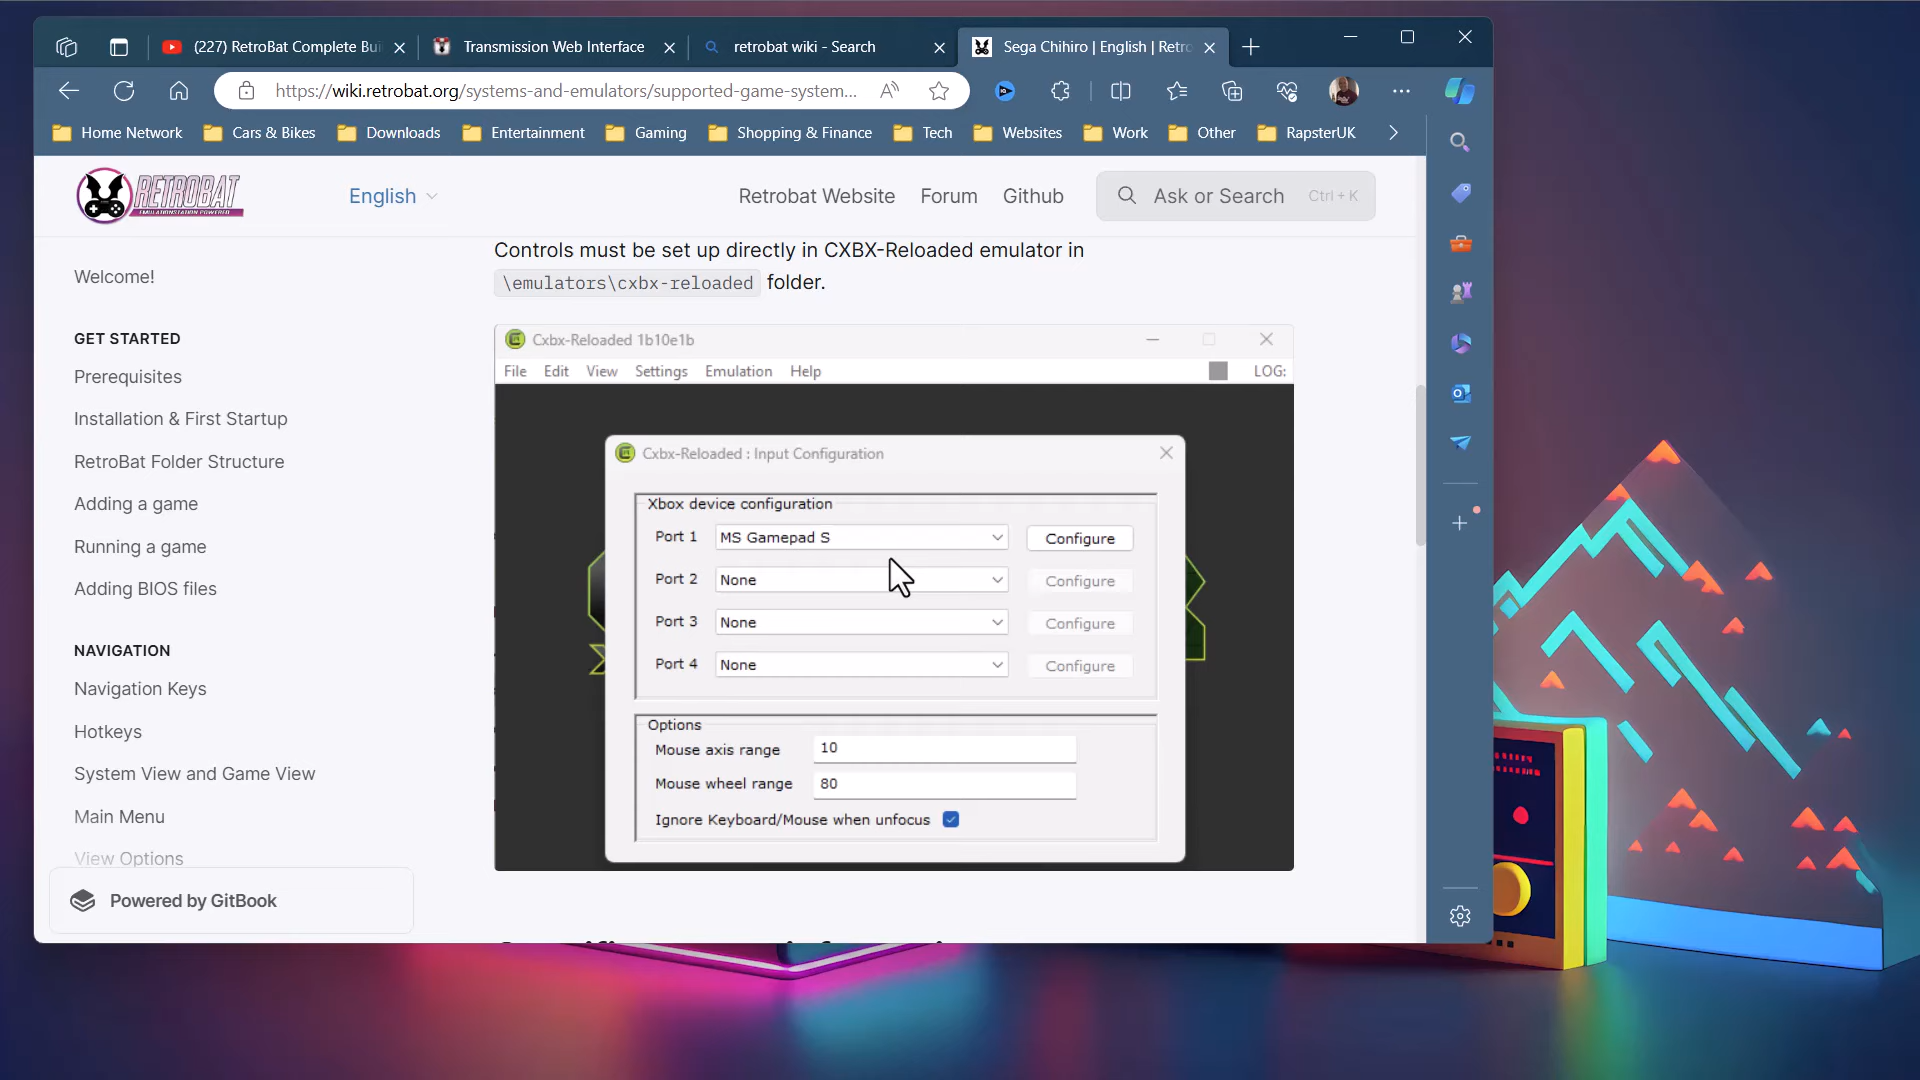 (227) RetroBat Complete Bui
Transmission Web Interface
retrobat wiki - Search
Sega Chihiro | English | Retro
https://wiki.retrobat.org/systems-and-emulators/supported-game-system...
Home Network
Cars & Bikes
Downloads
Entertainment
Gaming
Shopping & Finance
Tech
Websites
Work
Other
RapsterUK
RETROBAT
EMULATIONSTATION POWERED
English
Retrobat Website
Forum
Github
Ask or Search
Ctrl + K
Welcome!
GET STARTED
Prerequisites
Installation & First Startup
RetroBat Folder Structure
Adding a game
Running a game
Adding BIOS files
NAVIGATION
Navigation Keys
Hotkeys
System View and Game View
Main Menu
View Options
Powered by GitBook
Controls must be set up directly in CXBX-Reloaded emulator in
\emulators\cxbx-reloaded folder.
Cxbx-Reloaded 1b10e1b
File Edit View Settings Emulation Help
LOG:
Cxbx-Reloaded : Input Configuration
Xbox device configuration
Port 1 MS Gamepad S Configure
Port 2 None Configure
Port 3 None Configure
Port 4 None Configure
Options
Mouse axis range 10
Mouse wheel range 80
Ignore Keyboard/Mouse when unfocus